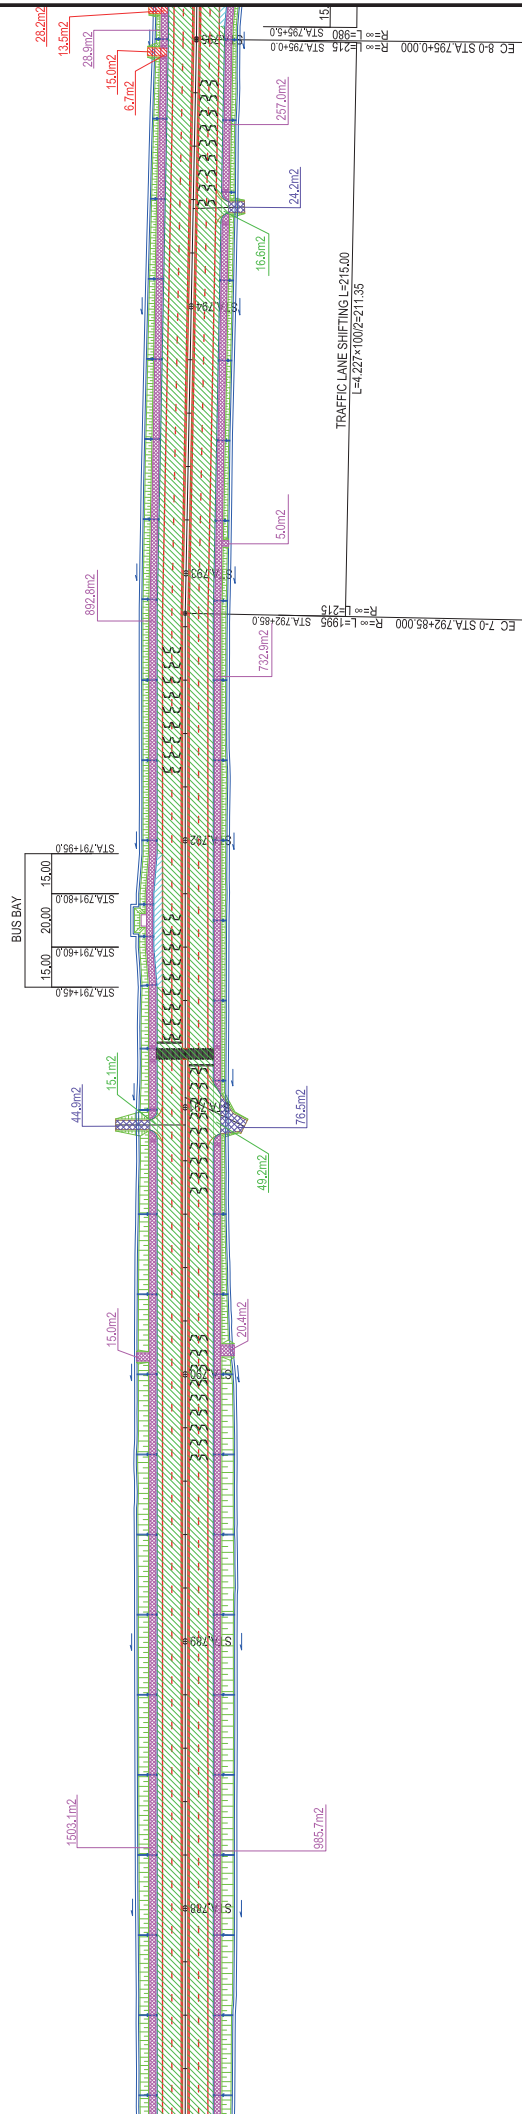 28.2m2
13.5m2
28.9m2
15.0m2
6.7m2
15.
R=∞ L=980 STA.795+5.0
R=∞ L=215 STA.795+0.0
EC 8-0 STA.795+0.000
STA.795
257.0m2
24.2m2
16.6m2
STA.794
TRAFFIC LANE SHIFTING L=215.00
L=4.227×100/2=211.35
5.0m2
STA.793
892.8m2
R=∞ L=215
R=∞ L=1995 STA.792+85.0
EC 7-0 STA.792+85.000
732.9m2
STA.792
BUS BAY
15.00
20.00
15.00
STA.791+95.0
STA.791+80.0
STA.791+60.0
STA.791+45.0
15.1m2
44.9m2
76.5m2
49.2m2
15.0m2
20.4m2
STA.790
STA.789
1503.1m2
985.7m2
STA.788